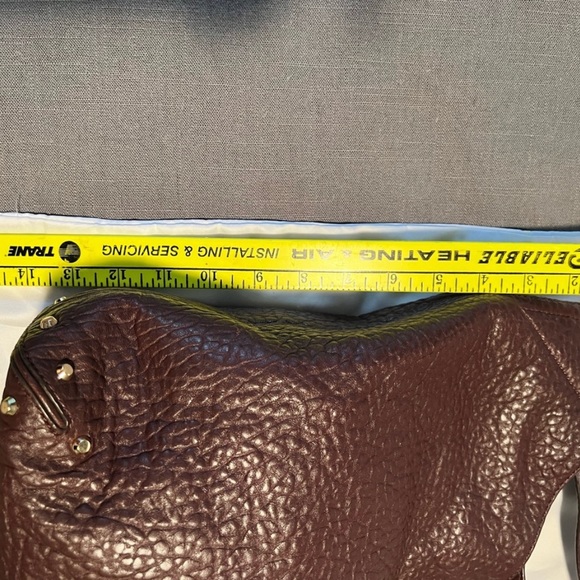 TRANE INSTALLING & SERVICING HEATING & AIR RELIABLE HEATING
14 13 12 11 10 9 8 7 6 5 4 3 2